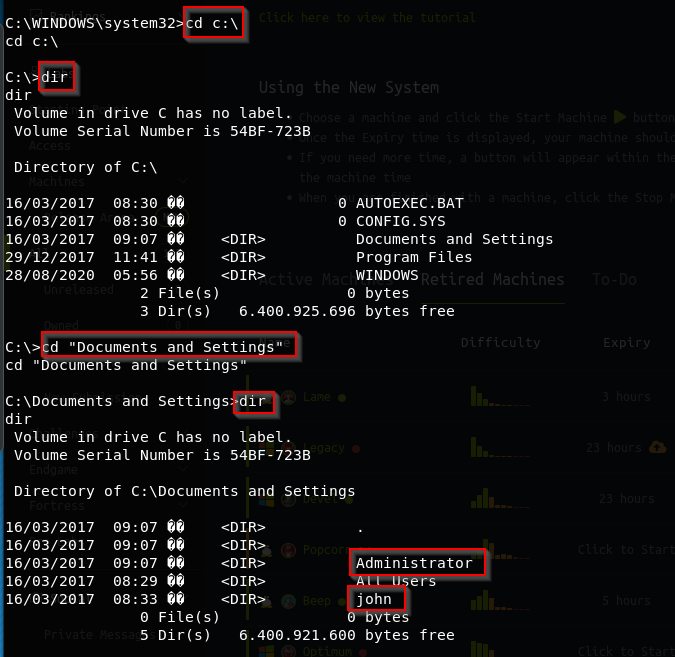 Click here to view the tutorial
C:\WINDOWS\system32>cd c:\
cd c:\
C:\>dir
dir
Using the New System
Volume in drive C has no label.
Choose a machine and click the Start Machine button
Volume Serial Number is 54BF-723B
Once the Expiry time is displayed, your machine should
Access
If you need more time, a button will appear within the
Directory of C:\
the machine time
Machines
When you finished with a machine, click the Stop
16/03/2017 08:30 �� 0 AUTOEXEC.BAT
16/03/2017 08:30 �� 0 CONFIG.SYS
16/03/2017 09:07 �� <DIR> Documents and Settings
29/12/2017 11:41 �� <DIR> Program Files
28/08/2020 05:56 �� <DIR> WINDOWS
Active Machines Retired Machines To-Do
Unreleased
2 File(s) 0 bytes
3 Dir(s) 6.400.925.696 bytes free
Owned
C:\>cd "Documents and Settings"
Difficulty Expiry
cd "Documents and Settings"
C:\Documents and Settings>dir
Lame 3 hours
dir
Volume in drive C has no label.
Legacy 23 hours
Volume Serial Number is 54BF-723B
Endgame
Directory of C:\Documents and Settings
Devel 23 hours
Fortress
16/03/2017 09:07 �� <DIR> .
16/03/2017 09:07 �� <DIR>
Popcorn Click to Start
16/03/2017 09:07 �� <DIR> Administrator
16/03/2017 08:29 �� <DIR> All Users
16/03/2017 08:33 �� <DIR> john
Beep 5 hours
0 File(s) 0 bytes
5 Dir(s) 6.400.921.600 bytes free
Private Messages
Optimum Click to Start